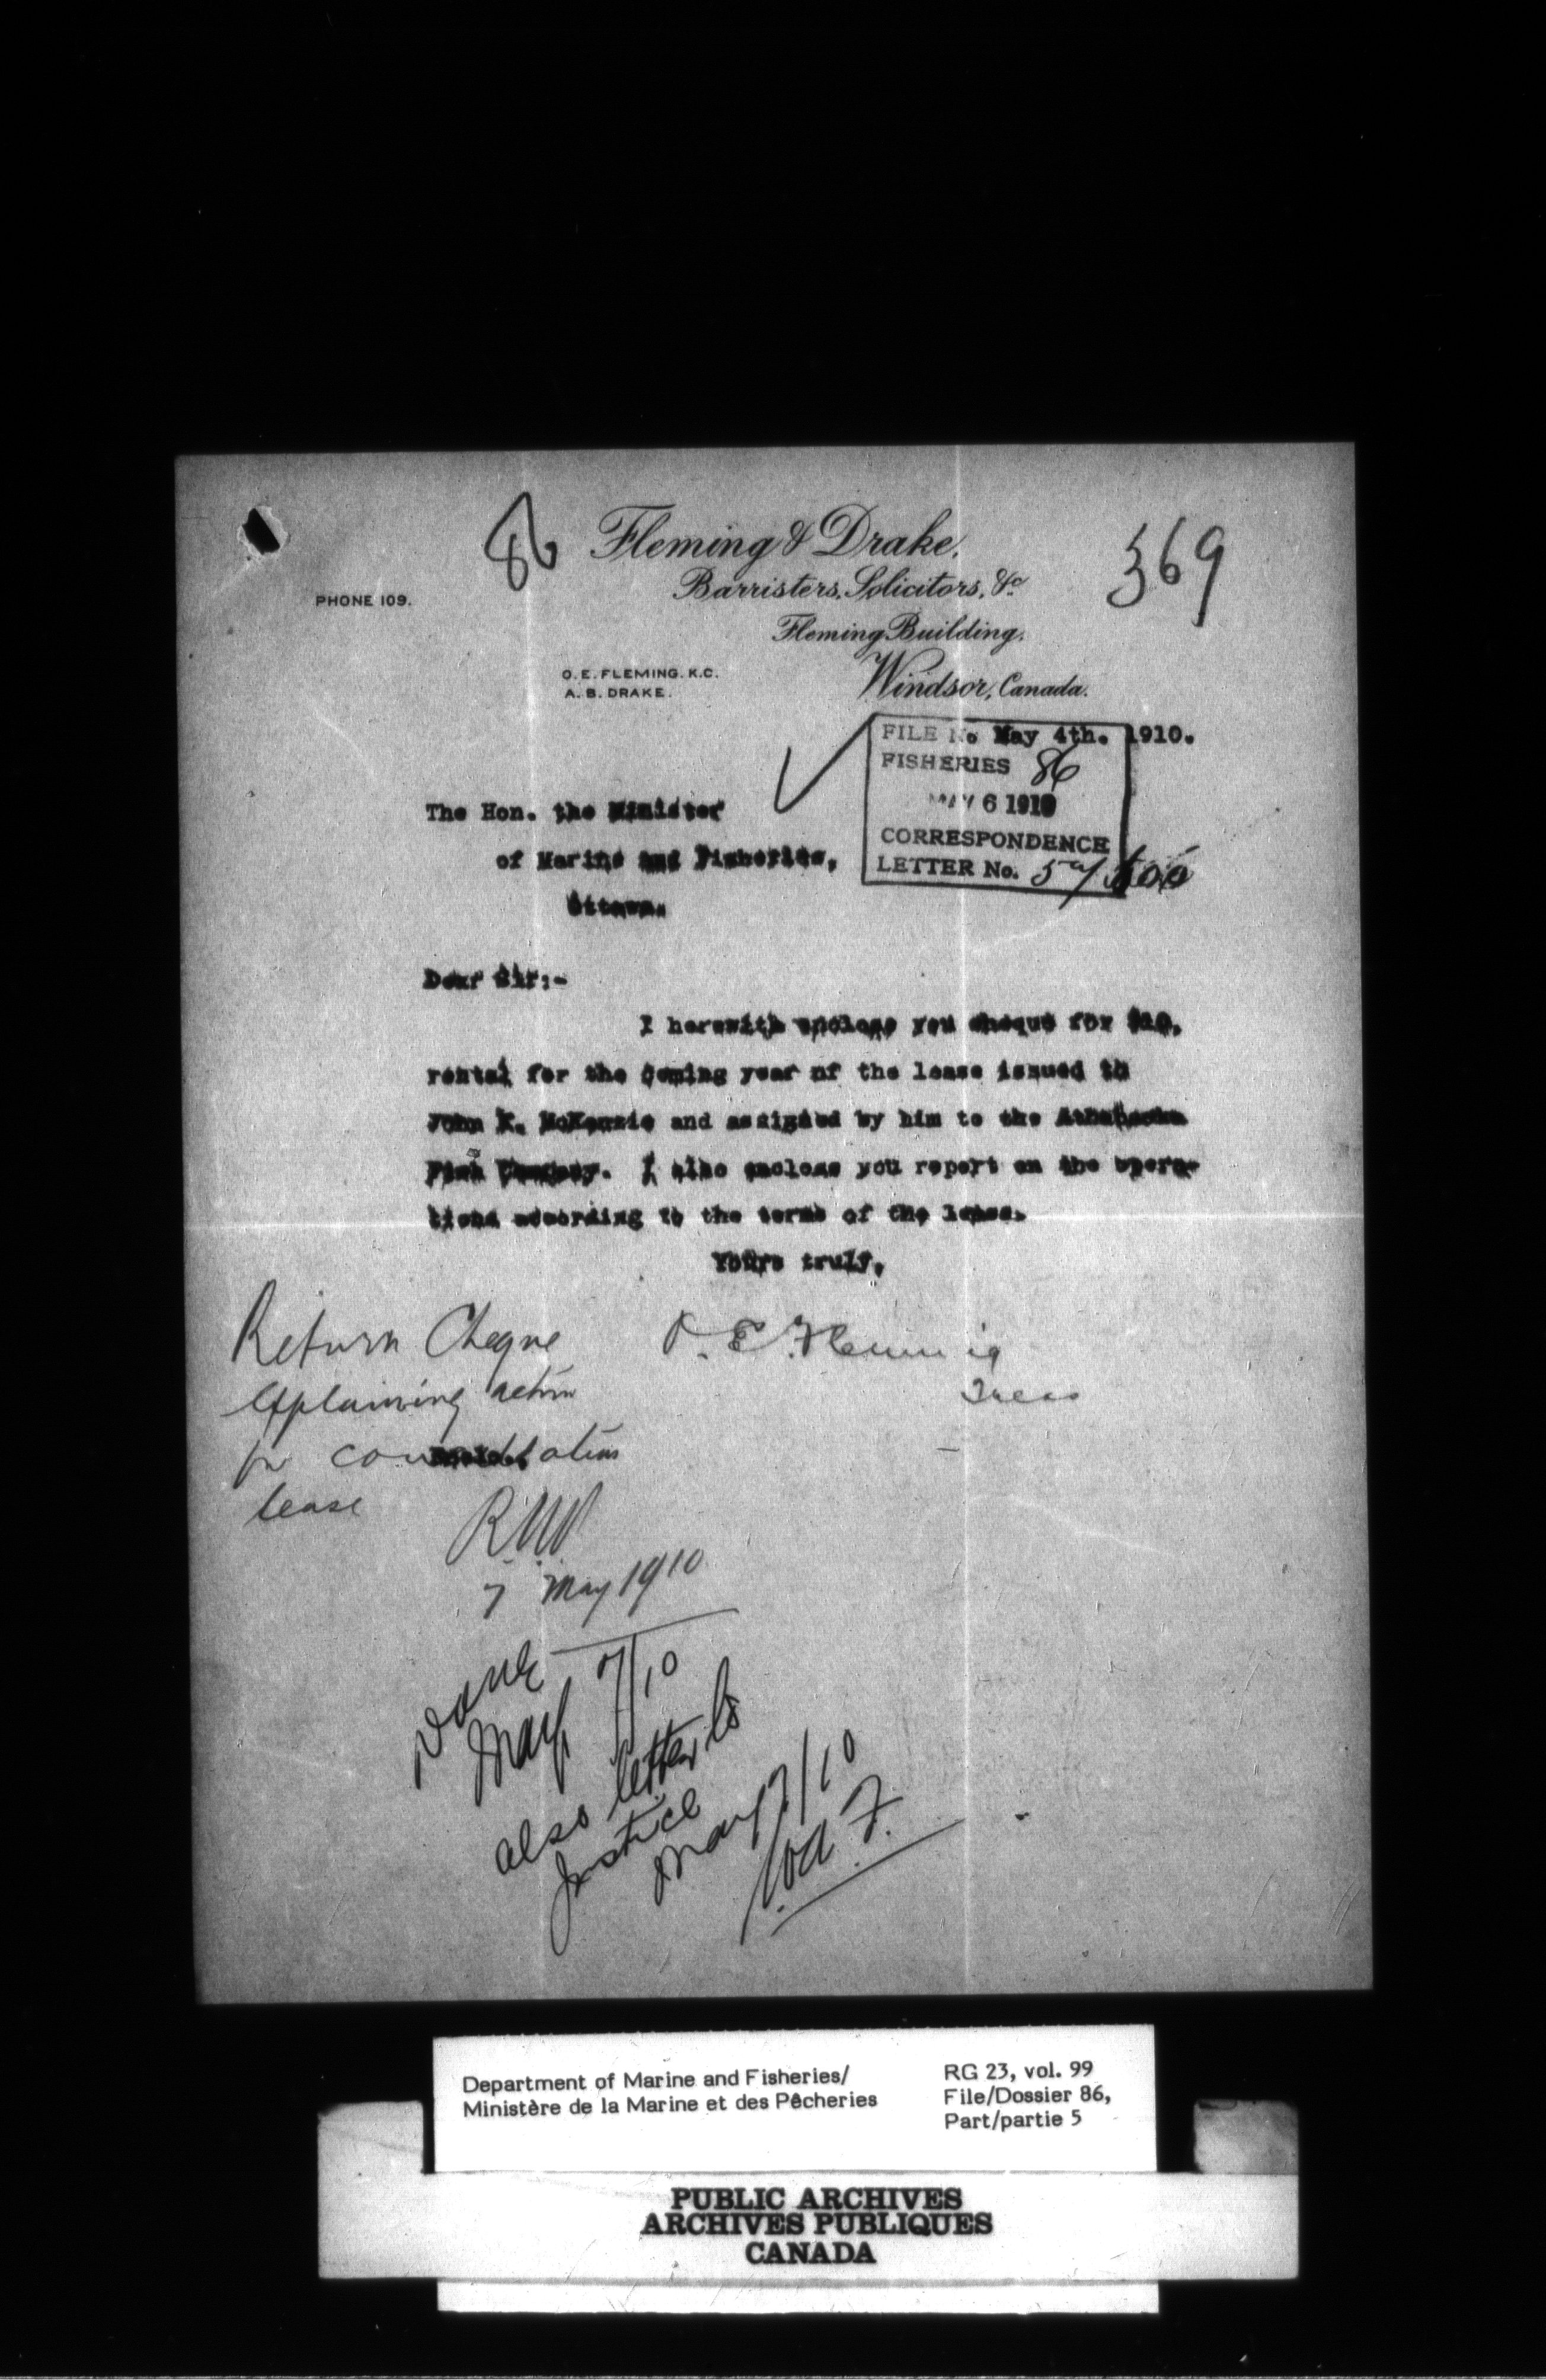 86
Fleming & Drake.
369
Barristers, Solicitors, &c.
PHONE 109.
Fleming Building.
O. E. FLEMING. K.C.
A. B. DRAKE.
Windsor, Canada.
May 4th. 1910.
FILE No
FISHERIES 86
MAY 6 1910
CORRESPONDENCE
LETTER No.
The Hon. the Minister
of Marine and Fisheries,
Ottawa.
Dear Sir:-
I herewith enclose you cheque for $10.
rental for the coming year of the lease issued to
John K. McKenzie and assigned by him to the Athabaska
Fish Company. I also enclose you report on the opera-
tions according to the terms of the lease.
Yours truly,
O. E. Fleming
Treas
Return Cheque
explaining action
for
lease
7 May 1910
Done
May 7/10
also letter to
Justice
May 7/10
Department of Marine and Fisheries/
Ministère de la Marine et des Pêcheries
RG 23, vol. 99
File/Dossier 86,
Part/partie 5
PUBLIC ARCHIVES
ARCHIVES PUBLIQUES
CANADA